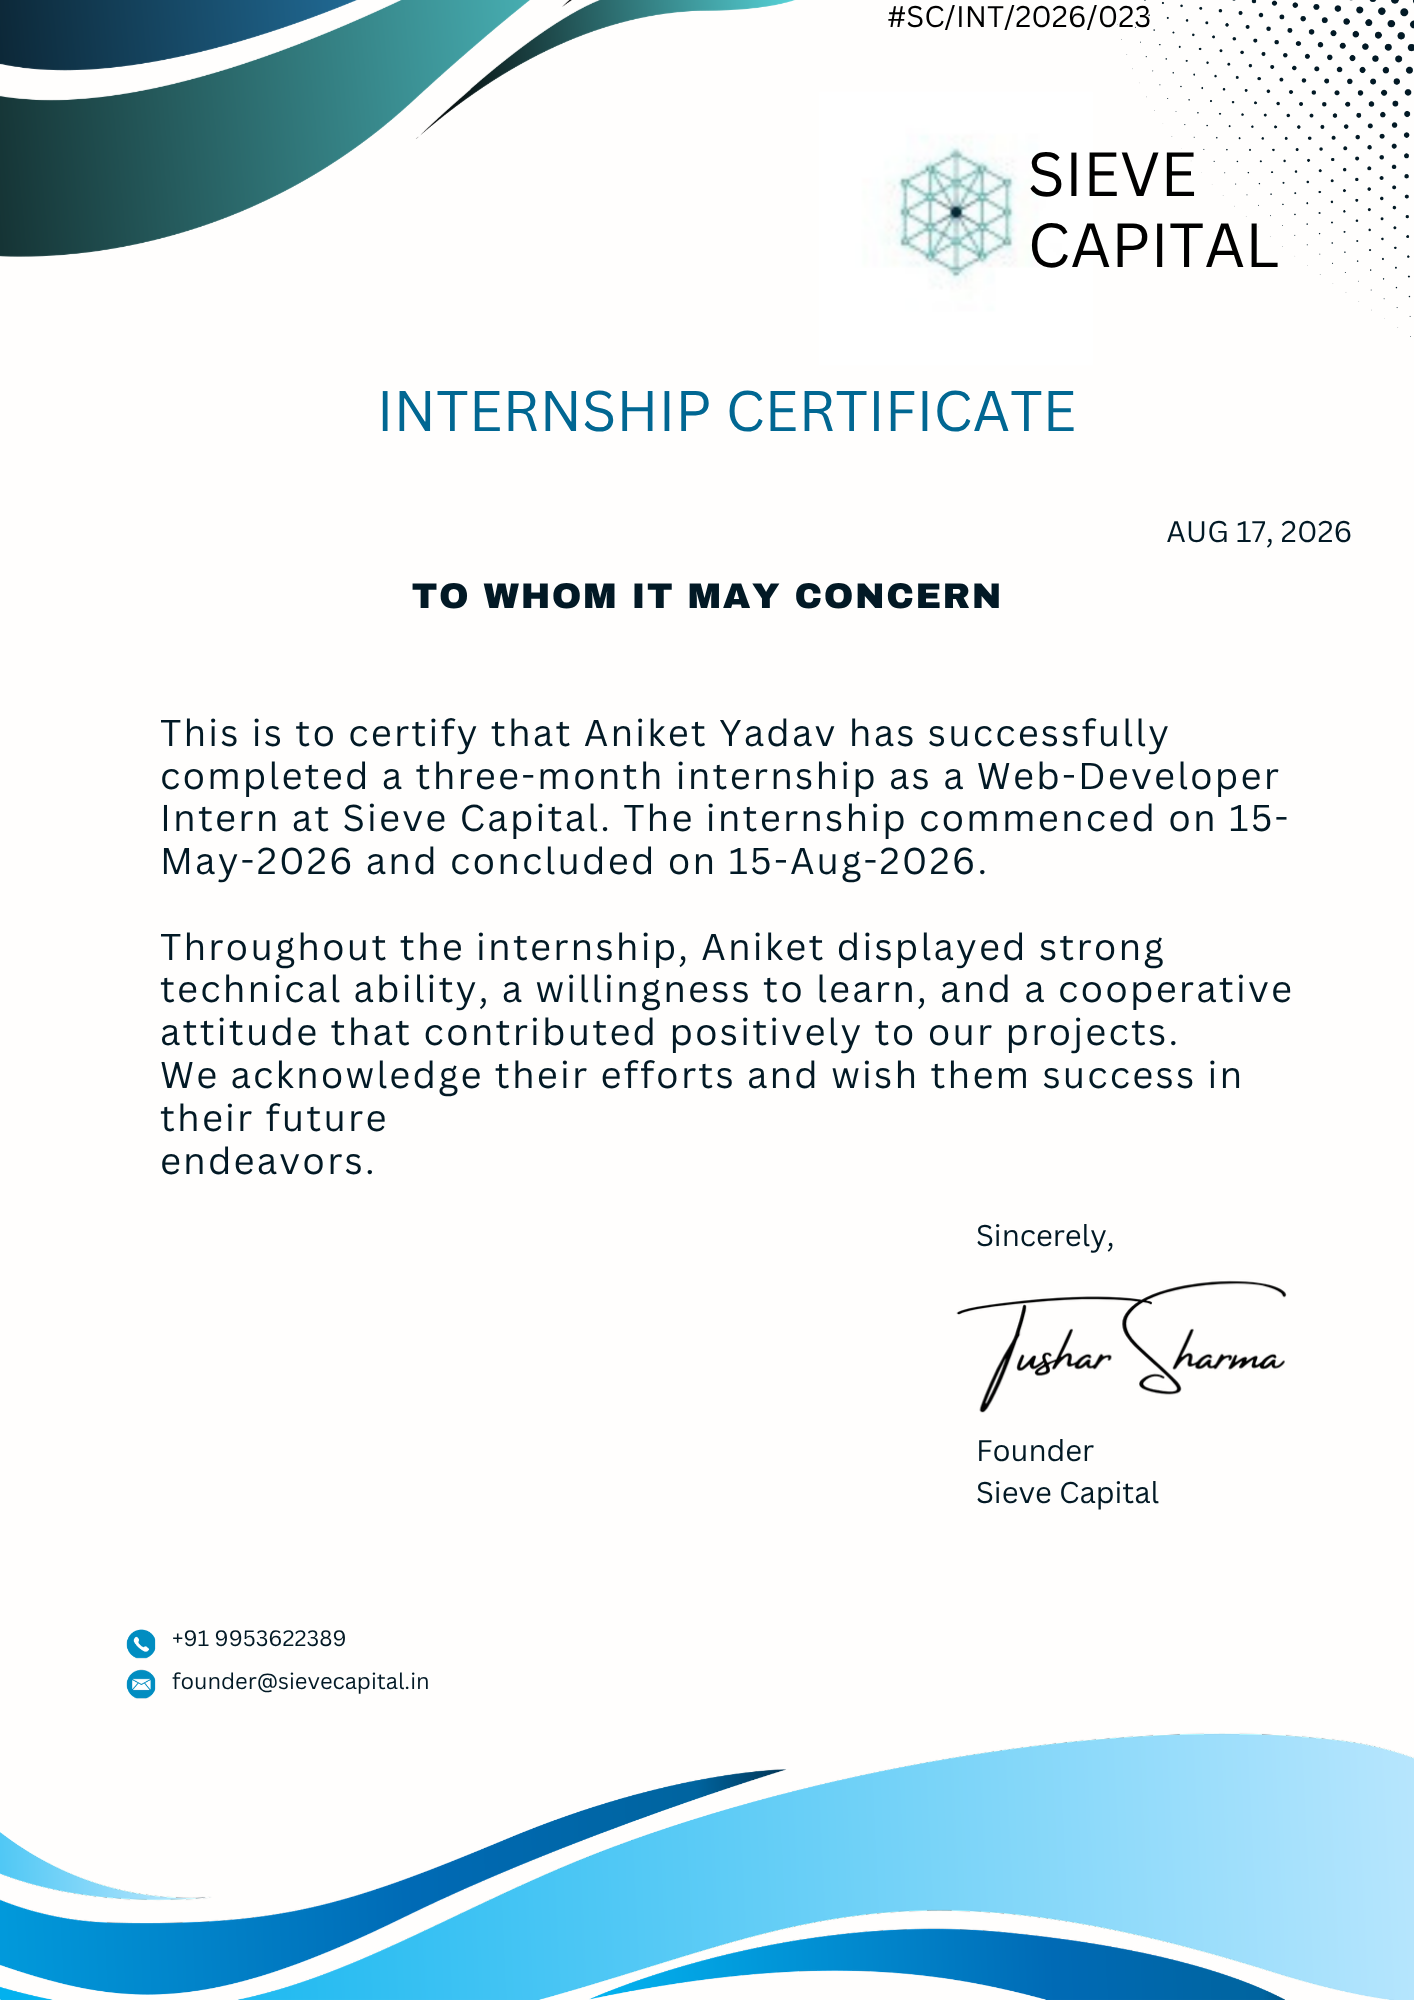 #SC/INT/2026/023
SIEVE
CAPITAL
INTERNSHIP CERTIFICATE
AUG 17, 2026
TO WHOM IT MAY CONCERN
This is to certify that Aniket Yadav has successfully
completed a three-month internship as a Web-Developer
Intern at Sieve Capital. The internship commenced on 15-
May-2026 and concluded on 15-Aug-2026.
Throughout the internship, Aniket displayed strong
technical ability, a willingness to learn, and a cooperative
attitude that contributed positively to our projects.
We acknowledge their efforts and wish them success in
their future
endeavors.
Sincerely,
Tushar Sharma
Founder
Sieve Capital
+91 9953622389
founder@sievecapital.in